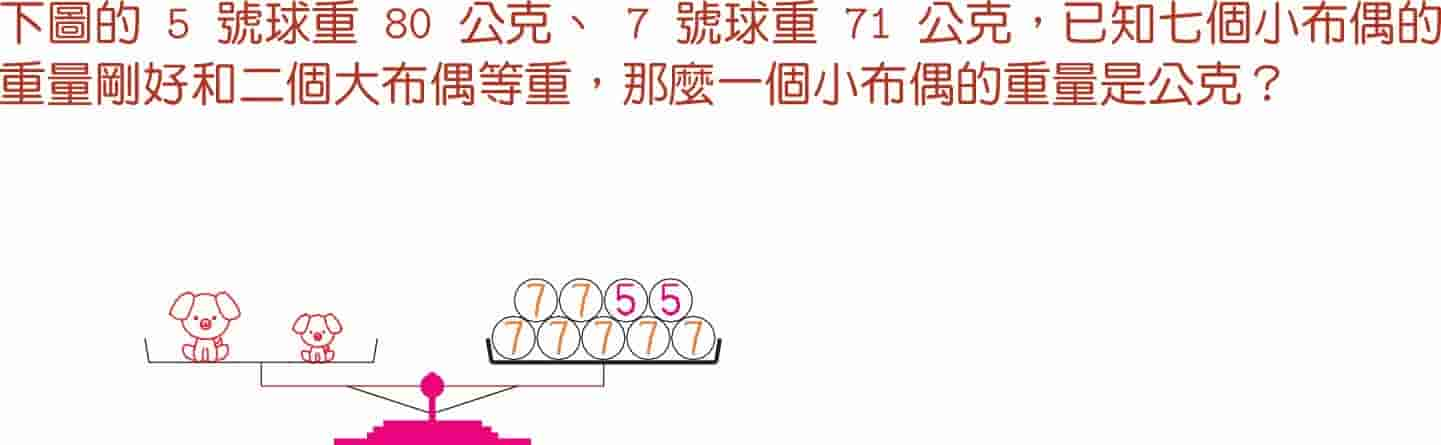 下圖的 5 號球重 80 公克、 7 號球重 71 公克，已知七個小布偶的
重量剛好和二個大布偶等重，那麼一個小布偶的重量是公克？
7 7 5 5
7 7 7 7 7